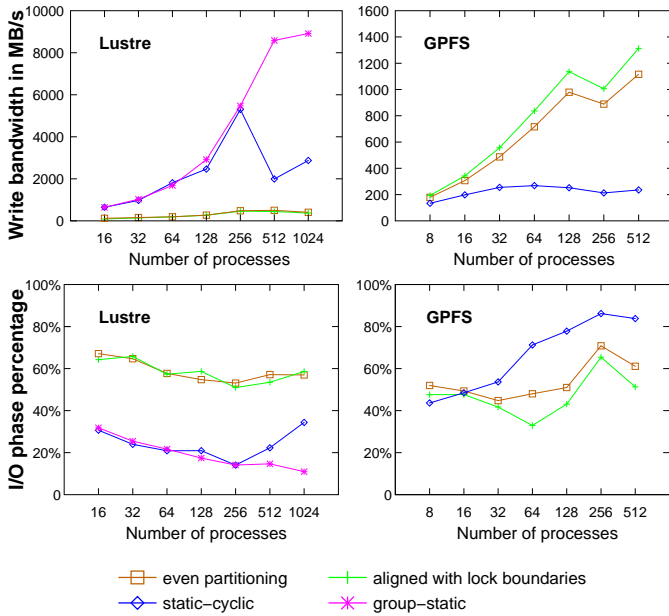 Write bandwidth in MB/s
Lustre
10000
8000
6000
4000
2000
0
16 32 64 128 256 512 1024
Number of processes
GPFS
1600
1400
1200
1000
800
600
400
200
0
8 16 32 64 128 256 512
Number of processes
I/O phase percentage
Lustre
100%
80%
60%
40%
20%
0
16 32 64 128 256 512 1024
Number of processes
GPFS
100%
80%
60%
40%
20%
0
8 16 32 64 128 256 512
Number of processes
even partitioning
aligned with lock boundaries
static-cyclic
group-static